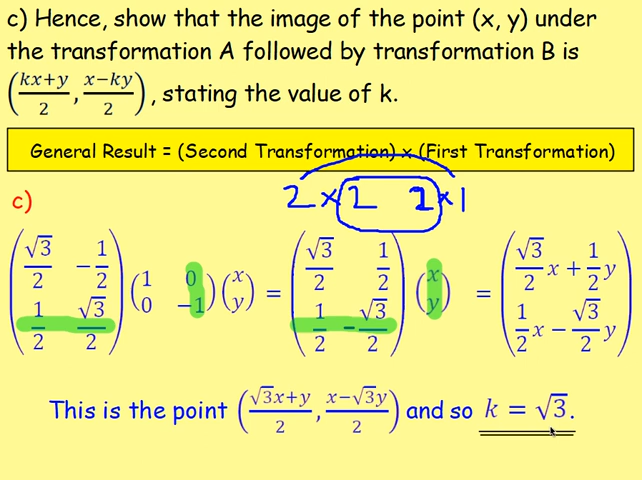 c) Hence, show that the image of the point (x, y) under
the transformation A followed by transformation B is
((kx+y)/2, (x−ky)/2), stating the value of k.
General Result = (Second Transformation) x (First Transformation)
2 × 2 2 × 1
c)
(√3/2 −1/2; 1/2 √3/2) (1 0; 0 −1) (x; y) = (√3/2 1/2; 1/2 −√3/2) (x; y) = (√3/2 x + 1/2 y; 1/2 x − √3/2 y)
This is the point ((√3x+y)/2, (x−√3y)/2) and so k = √3.